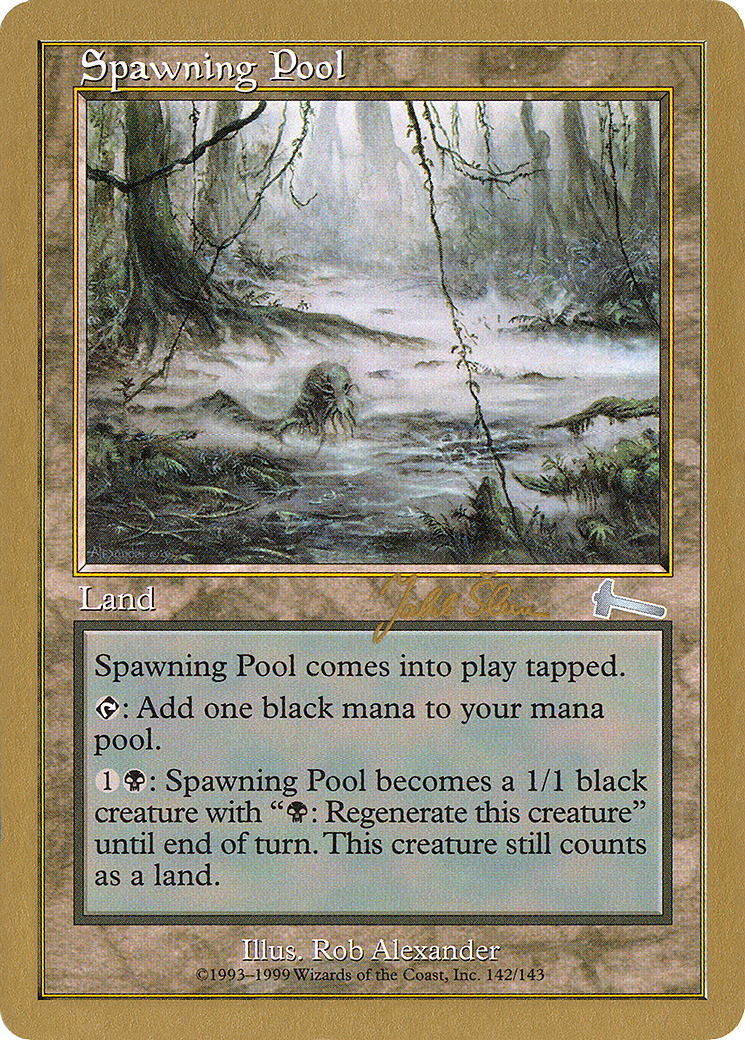 Spawning Pool
Land
Spawning Pool comes into play tapped.
: Add one black mana to your mana
pool.
1 : Spawning Pool becomes a 1/1 black
creature with “ : Regenerate this creature”
until end of turn. This creature still counts
as a land.
Illus. Rob Alexander
©1993–1999 Wizards of the Coast, Inc. 142/143